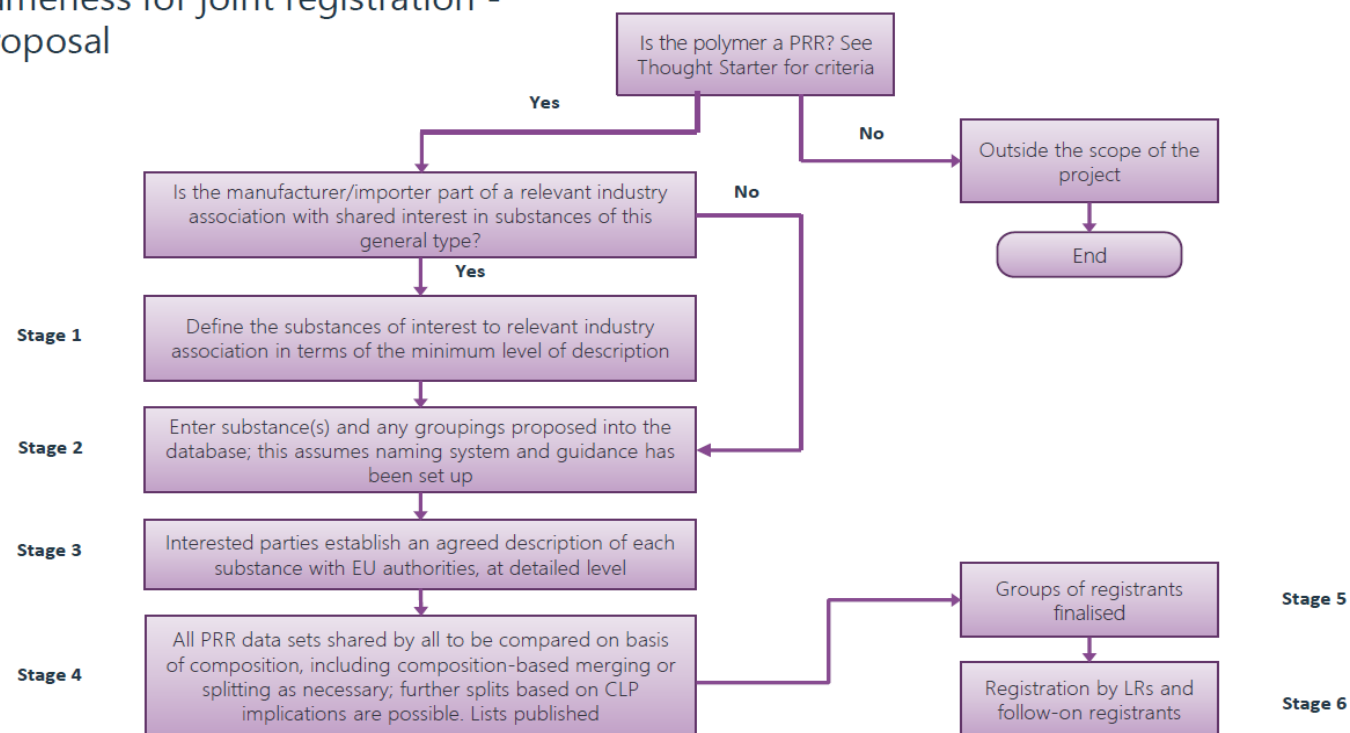 ameness for joint registration -
roposal
Is the polymer a PRR? See
Thought Starter for criteria
Yes
No
Outside the scope of the
project
End
Is the manufacturer/importer part of a relevant industry
association with shared interest in substances of this
general type?
No
Yes
Stage 1
Define the substances of interest to relevant industry
association in terms of the minimum level of description
Stage 2
Enter substance(s) and any groupings proposed into the
database; this assumes naming system and guidance has
been set up
Stage 3
Interested parties establish an agreed description of each
substance with EU authorities, at detailed level
Stage 4
All PRR data sets shared by all to be compared on basis
of composition, including composition-based merging or
splitting as necessary; further splits based on CLP
implications are possible. Lists published
Groups of registrants
finalised
Stage 5
Registration by LRs and
follow-on registrants
Stage 6